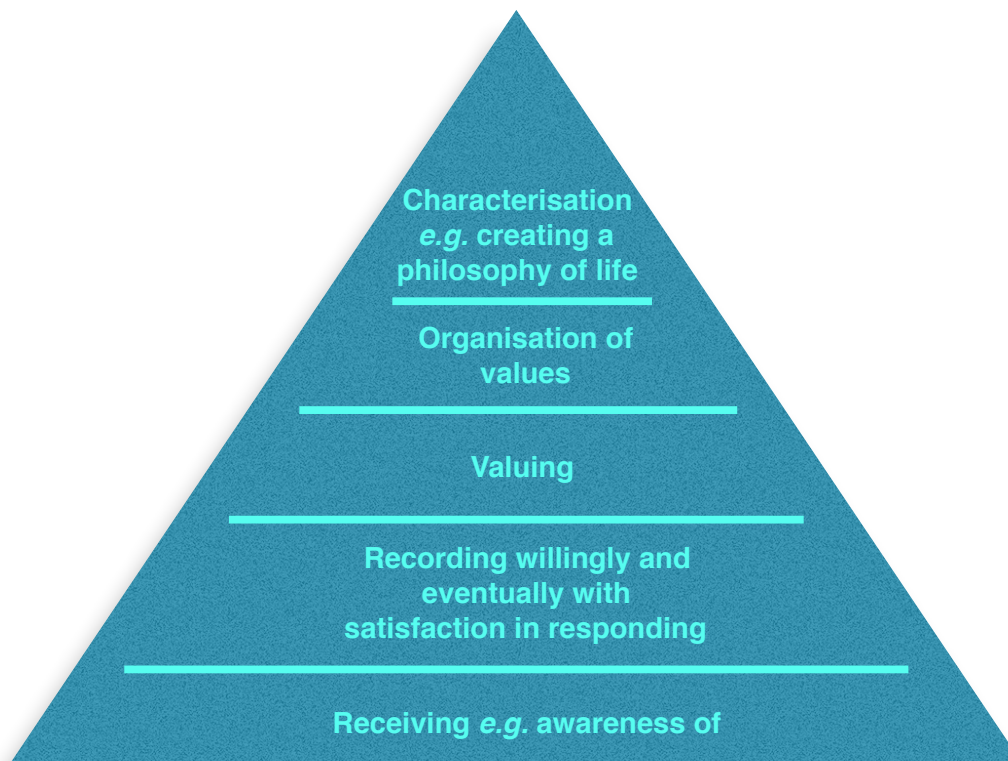 Characterisation
e.g. creating a
philosophy of life
Organisation of
values
Valuing
Recording willingly and
eventually with
satisfaction in responding
Receiving e.g. awareness of